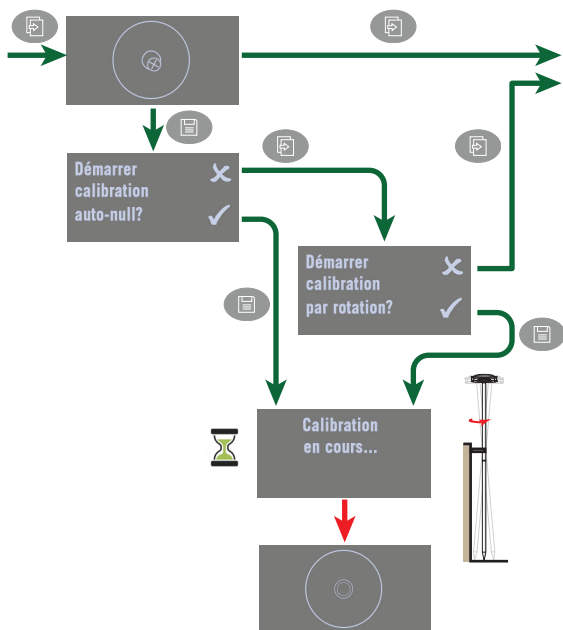 Démarrer
calibration
auto-null?
Démarrer
calibration
par rotation?
Calibration
en cours...